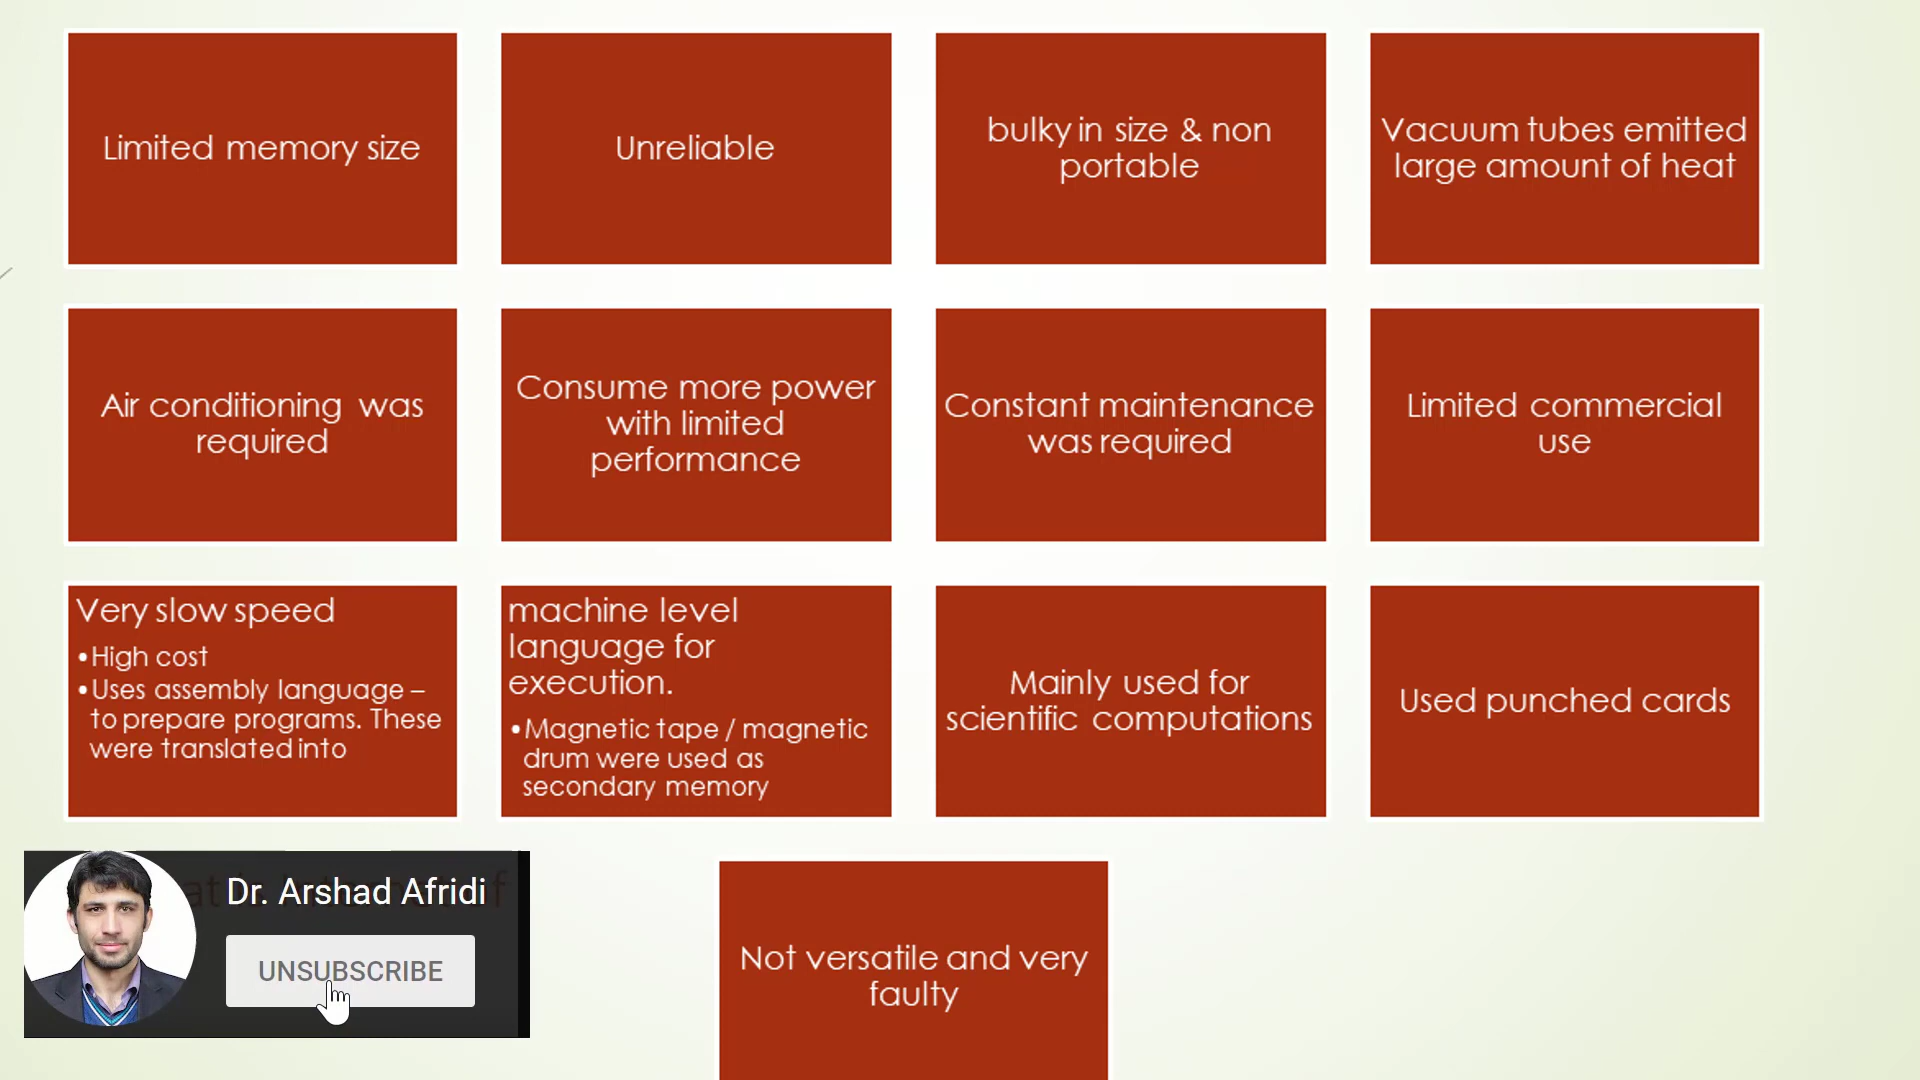 Limited memory size
Unreliable
bulky in size & non
portable
Vacuum tubes emitted
large amount of heat
Air conditioning was
required
Consume more power
with limited
performance
Constant maintenance
was required
Limited commercial
use
Very slow speed
•High cost
•Uses assembly language –
to prepare programs. These
were translated into
machine level
language for
execution.
•Magnetic tape / magnetic
drum were used as
secondary memory
Mainly used for
scientific computations
Used punched cards
Dr. Arshad Afridi
UNSUBSCRIBE
Not versatile and very
faulty